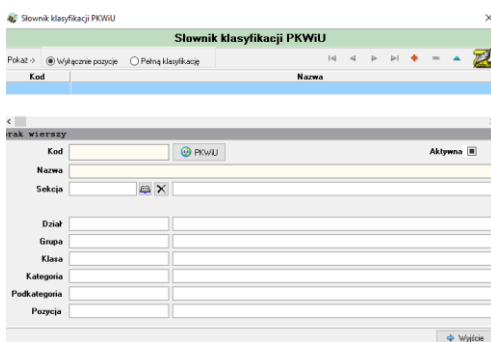 Słownik klasyfikacji PKWiU
Słownik klasyfikacji PKWiU
Pokaż -> Wyłącznie pozycje Pełną klasyfikację
Kod Nazwa
brak wierszy
Kod PKWiU Aktywna
Nazwa
Sekcja
Dział
Grupa
Klasa
Kategoria
Podkategoria
Pozycja
Wyjście